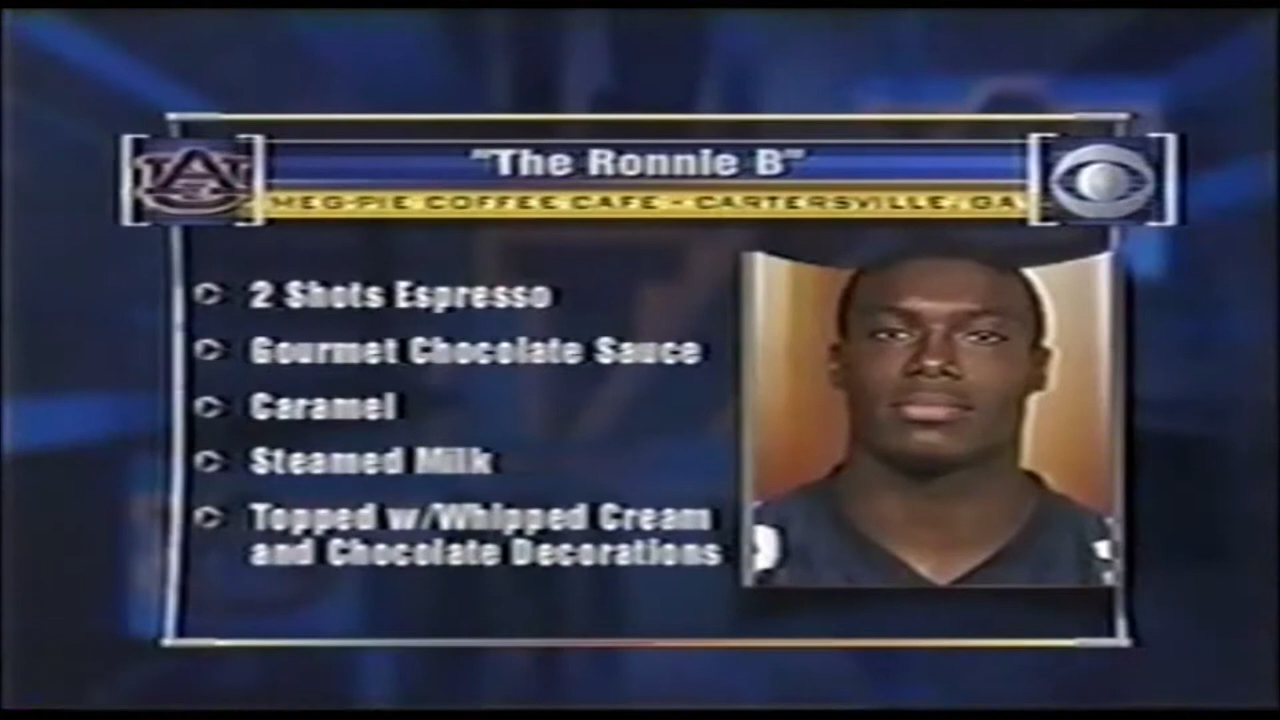 "The Ronnie B"
MEG-PIE COFFEE CAFE - CARTERSVILLE, GA
2 Shots Espresso
Gourmet Chocolate Sauce
Caramel
Steamed Milk
Topped w/Whipped Cream
and Chocolate Decorations
AU